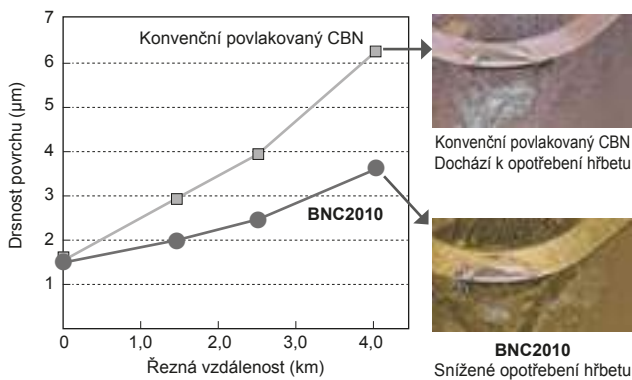 7
6
5
4
3
2
1
Drsnost povrchu (μm)
Konvenční povlakovaný CBN
BNC2010
0 1,0 2,0 3,0 4,0
Řezná vzdálenost (km)
Konvenční povlakovaný CBN
Dochází k opotřebení hřbetu
BNC2010
Snížené opotřebení hřbetu